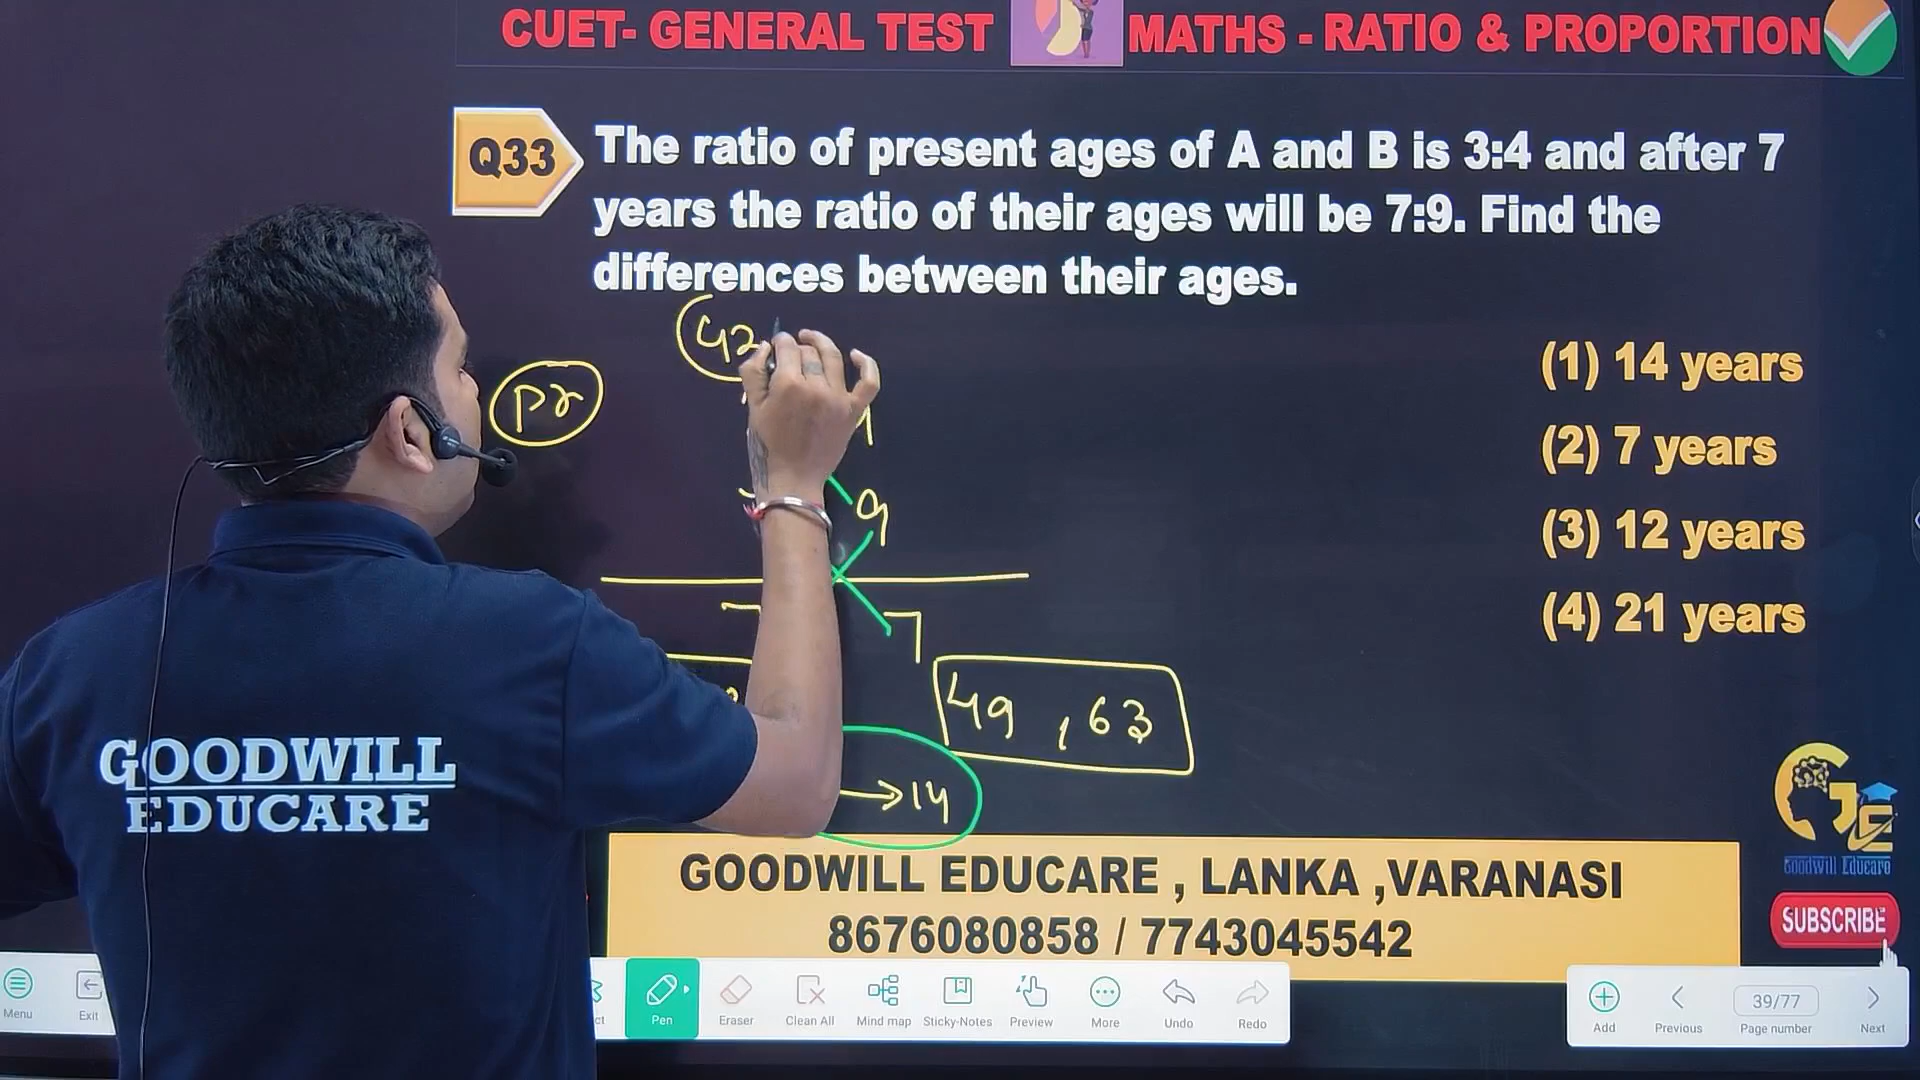 CUET- GENERAL TEST
MATHS - RATIO & PROPORTION
Q33
The ratio of present ages of A and B is 3:4 and after 7
years the ratio of their ages will be 7:9. Find the
differences between their ages.
(1) 14 years
(2) 7 years
(3) 12 years
(4) 21 years
42
Pr
9
7
49 , 63
→14
GOODWILL
EDUCARE
GOODWILL EDUCARE , LANKA ,VARANASI
8676080858 / 7743045542
GE
Goodwill Educare
SUBSCRIBE
Menu
Exit
ct
Pen
Eraser
Clean All
Mind map
Sticky-Notes
Preview
More
Undo
Redo
Add
Previous
39/77
Page number
Next